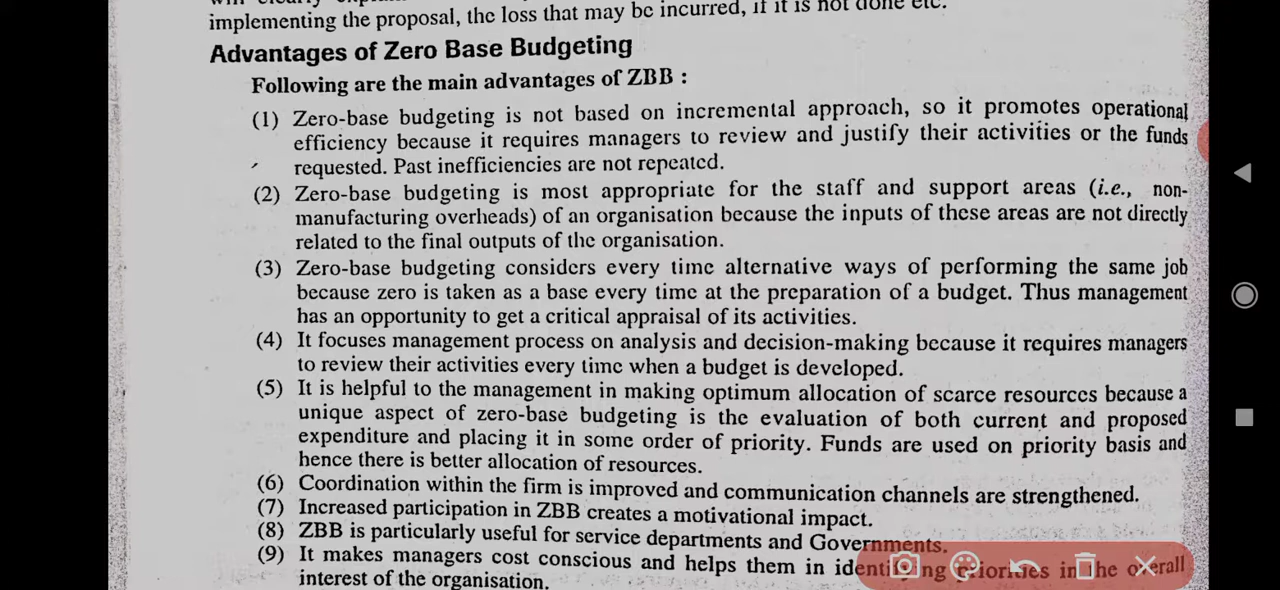 implementing the proposal, the loss that may be incurred, if it is not done etc.
Advantages of Zero Base Budgeting
Following are the main advantages of ZBB :
(1) Zero-base budgeting is not based on incremental approach, so it promotes operational
efficiency because it requires managers to review and justify their activities or the funds
requested. Past inefficiencies are not repeated.
(2) Zero-base budgeting is most appropriate for the staff and support areas (i.e., non-
manufacturing overheads) of an organisation because the inputs of these areas are not directly
related to the final outputs of the organisation.
(3) Zero-base budgeting considers every time alternative ways of performing the same job
because zero is taken as a base every time at the preparation of a budget. Thus management
has an opportunity to get a critical appraisal of its activities.
(4) It focuses management process on analysis and decision-making because it requires managers
to review their activities every time when a budget is developed.
(5) It is helpful to the management in making optimum allocation of scarce resources because a
unique aspect of zero-base budgeting is the evaluation of both current and proposed
expenditure and placing it in some order of priority. Funds are used on priority basis and
hence there is better allocation of resources.
(6) Coordination within the firm is improved and communication channels are strengthened.
(7) Increased participation in ZBB creates a motivational impact.
(8) ZBB is particularly useful for service departments and Governments.
(9) It makes managers cost conscious and helps them in identifying priorities in the overall
interest of the organisation.